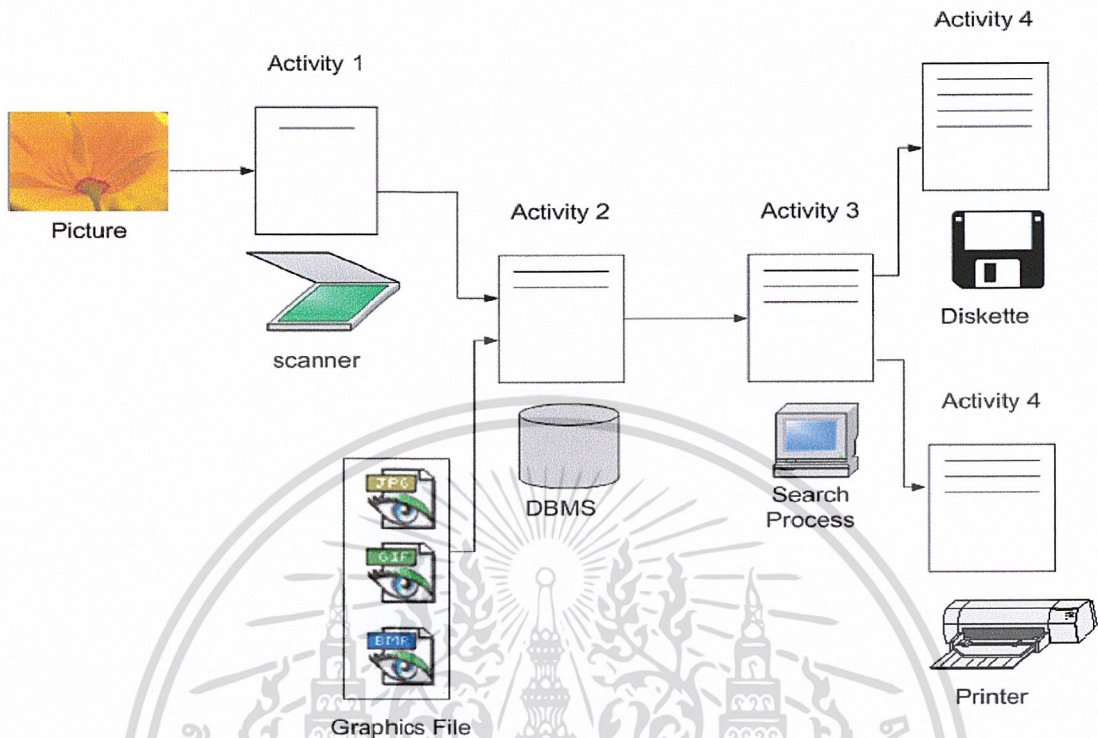 Activity 4
Activity 1
Picture
scanner
Activity 2
Activity 3
Diskette
JPG
GIF
BMP
DBMS
Search
Process
Activity 4
Graphics File
Printer